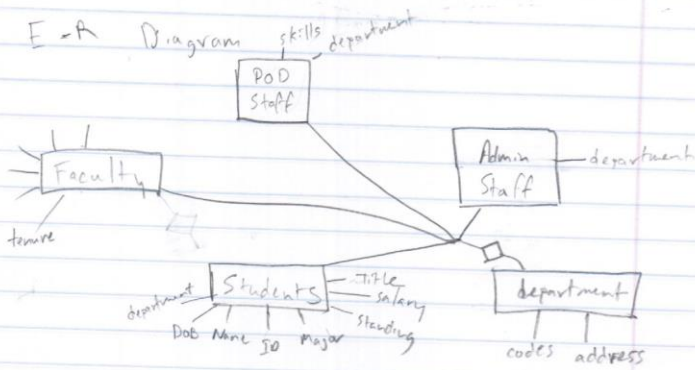 E-R Diagram
skills
department
PoD
Staff
Admin
Staff
department
Faculty
tenure
Students
department
DOB
Name
ID
Major
Title
salary
Standing
department
codes
address